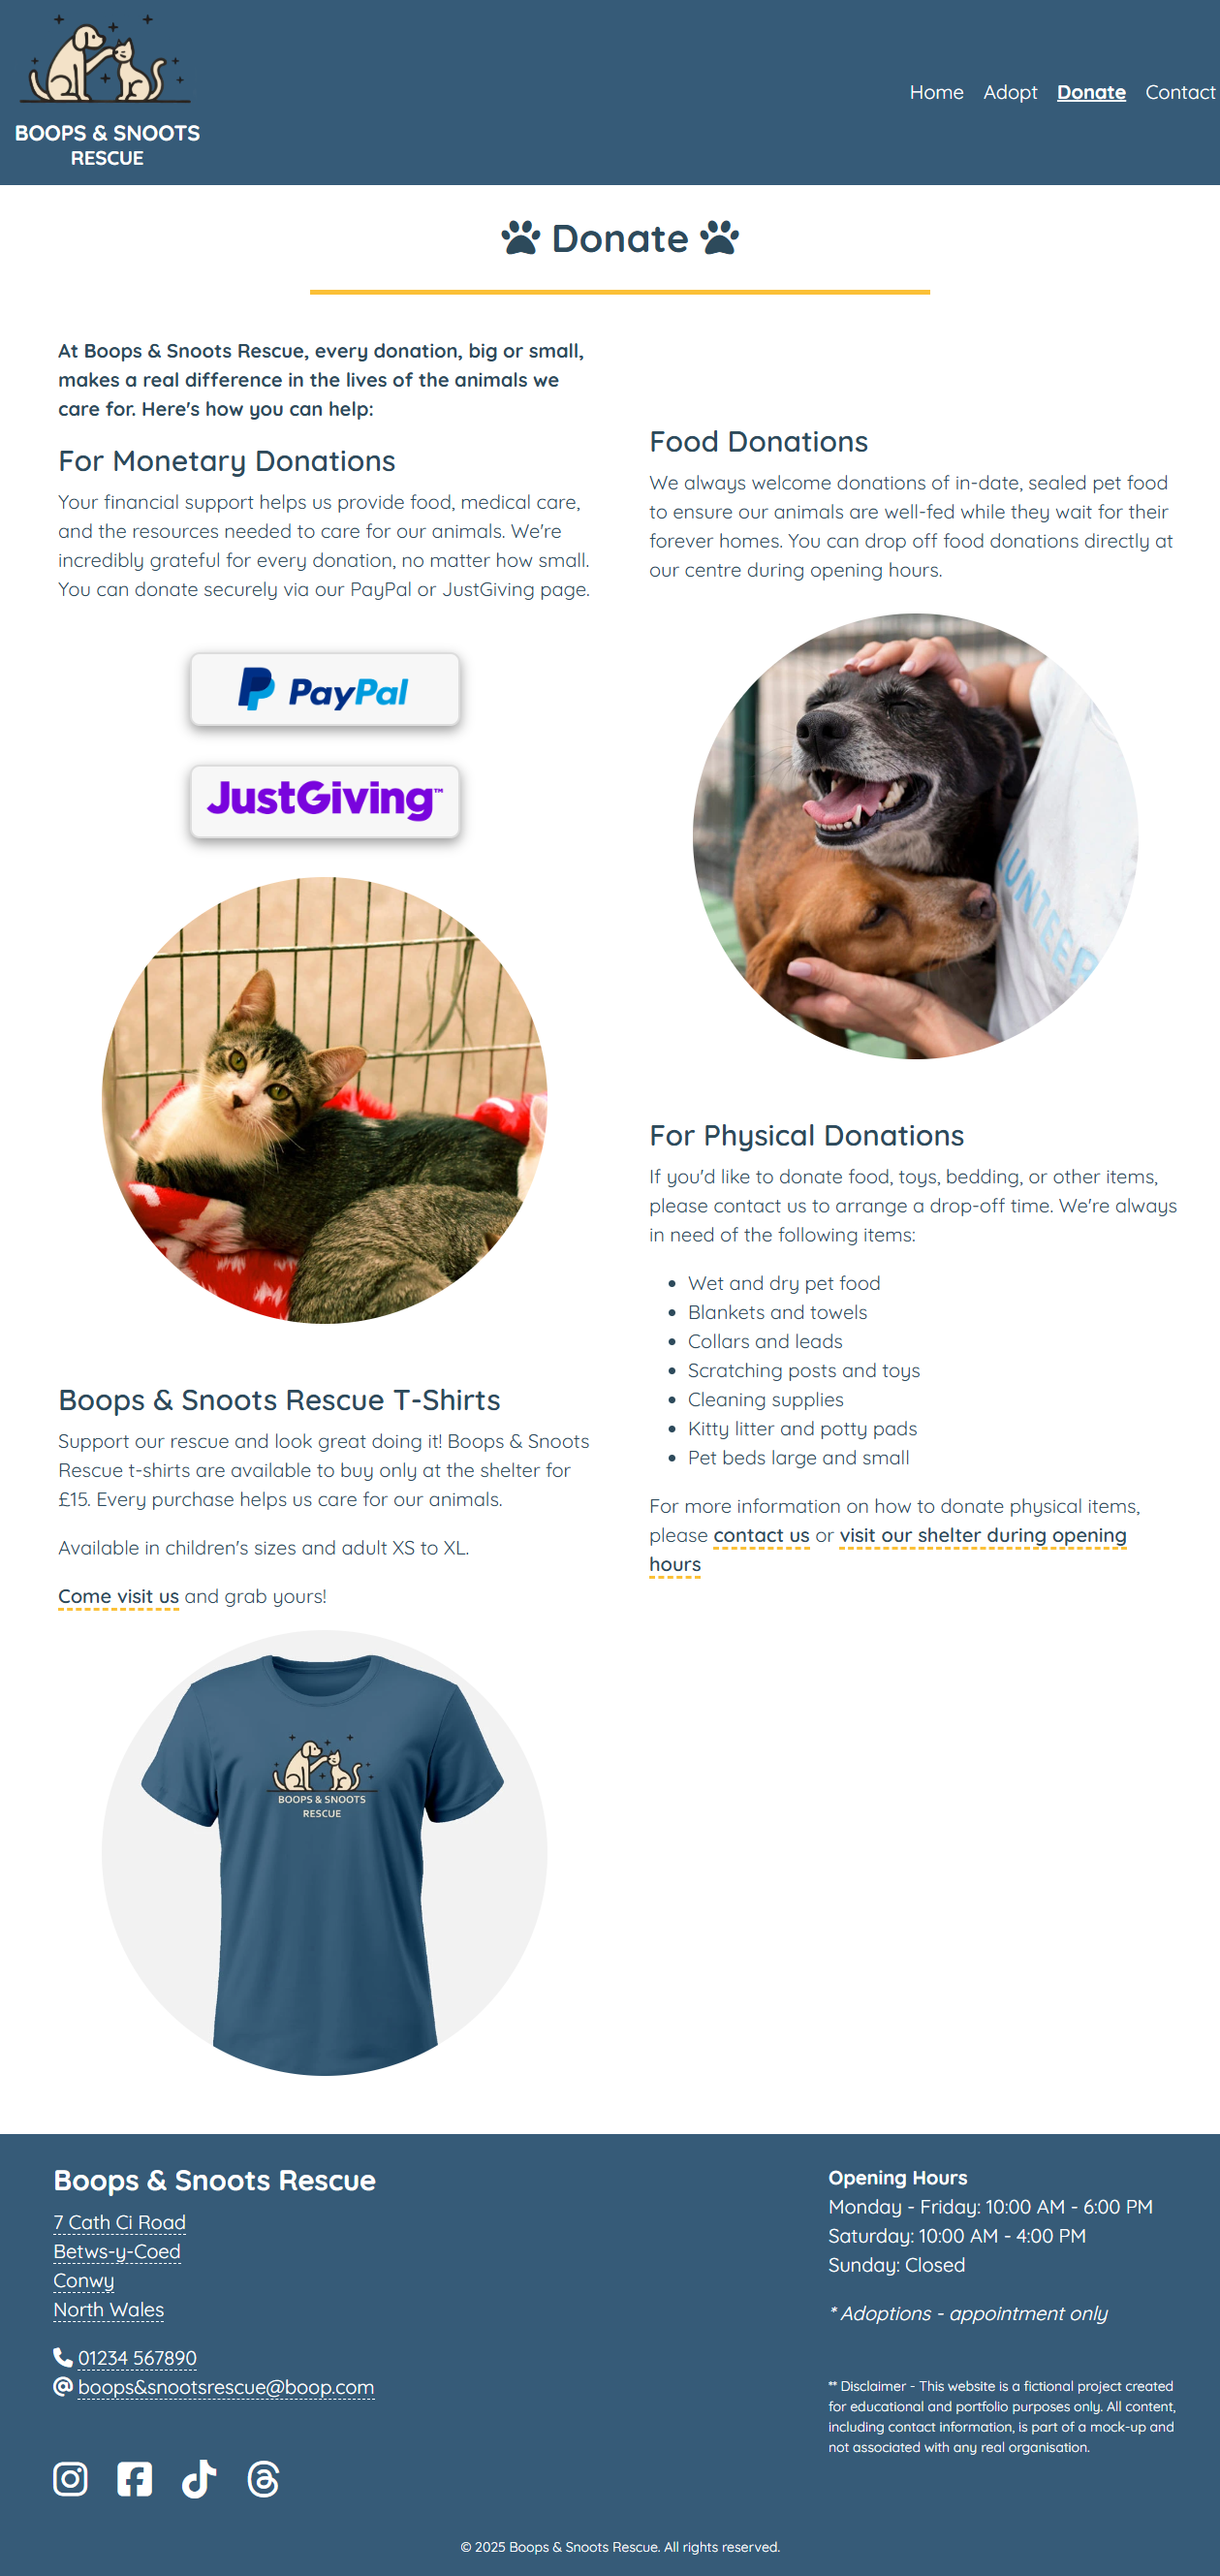 BOOPS & SNOOTS
RESCUE
Home Adopt Donate Contact
Donate
At Boops & Snoots Rescue, every donation, big or small,
makes a real difference in the lives of the animals we
care for. Here's how you can help:
For Monetary Donations
Your financial support helps us provide food, medical care,
and the resources needed to care for our animals. We're
incredibly grateful for every donation, no matter how small.
You can donate securely via our PayPal or JustGiving page.
PayPal
JustGiving™
Boops & Snoots Rescue T-Shirts
Support our rescue and look great doing it! Boops & Snoots
Rescue t-shirts are available to buy only at the shelter for
£15. Every purchase helps us care for our animals.
Available in children's sizes and adult XS to XL.
Come visit us and grab yours!
BOOPS & SNOOTS
RESCUE
Food Donations
We always welcome donations of in-date, sealed pet food
to ensure our animals are well-fed while they wait for their
forever homes. You can drop off food donations directly at
our centre during opening hours.
UNTEER
For Physical Donations
If you'd like to donate food, toys, bedding, or other items,
please contact us to arrange a drop-off time. We're always
in need of the following items:
• Wet and dry pet food
• Blankets and towels
• Collars and leads
• Scratching posts and toys
• Cleaning supplies
• Kitty litter and potty pads
• Pet beds large and small
For more information on how to donate physical items,
please contact us or visit our shelter during opening
hours
Boops & Snoots Rescue
7 Cath Ci Road
Betws-y-Coed
Conwy
North Wales
01234 567890
boops&snootsrescue@boop.com
Opening Hours
Monday - Friday: 10:00 AM - 6:00 PM
Saturday: 10:00 AM - 4:00 PM
Sunday: Closed
* Adoptions - appointment only
** Disclaimer - This website is a fictional project created
for educational and portfolio purposes only. All content,
including contact information, is part of a mock-up and
not associated with any real organisation.
© 2025 Boops & Snoots Rescue. All rights reserved.